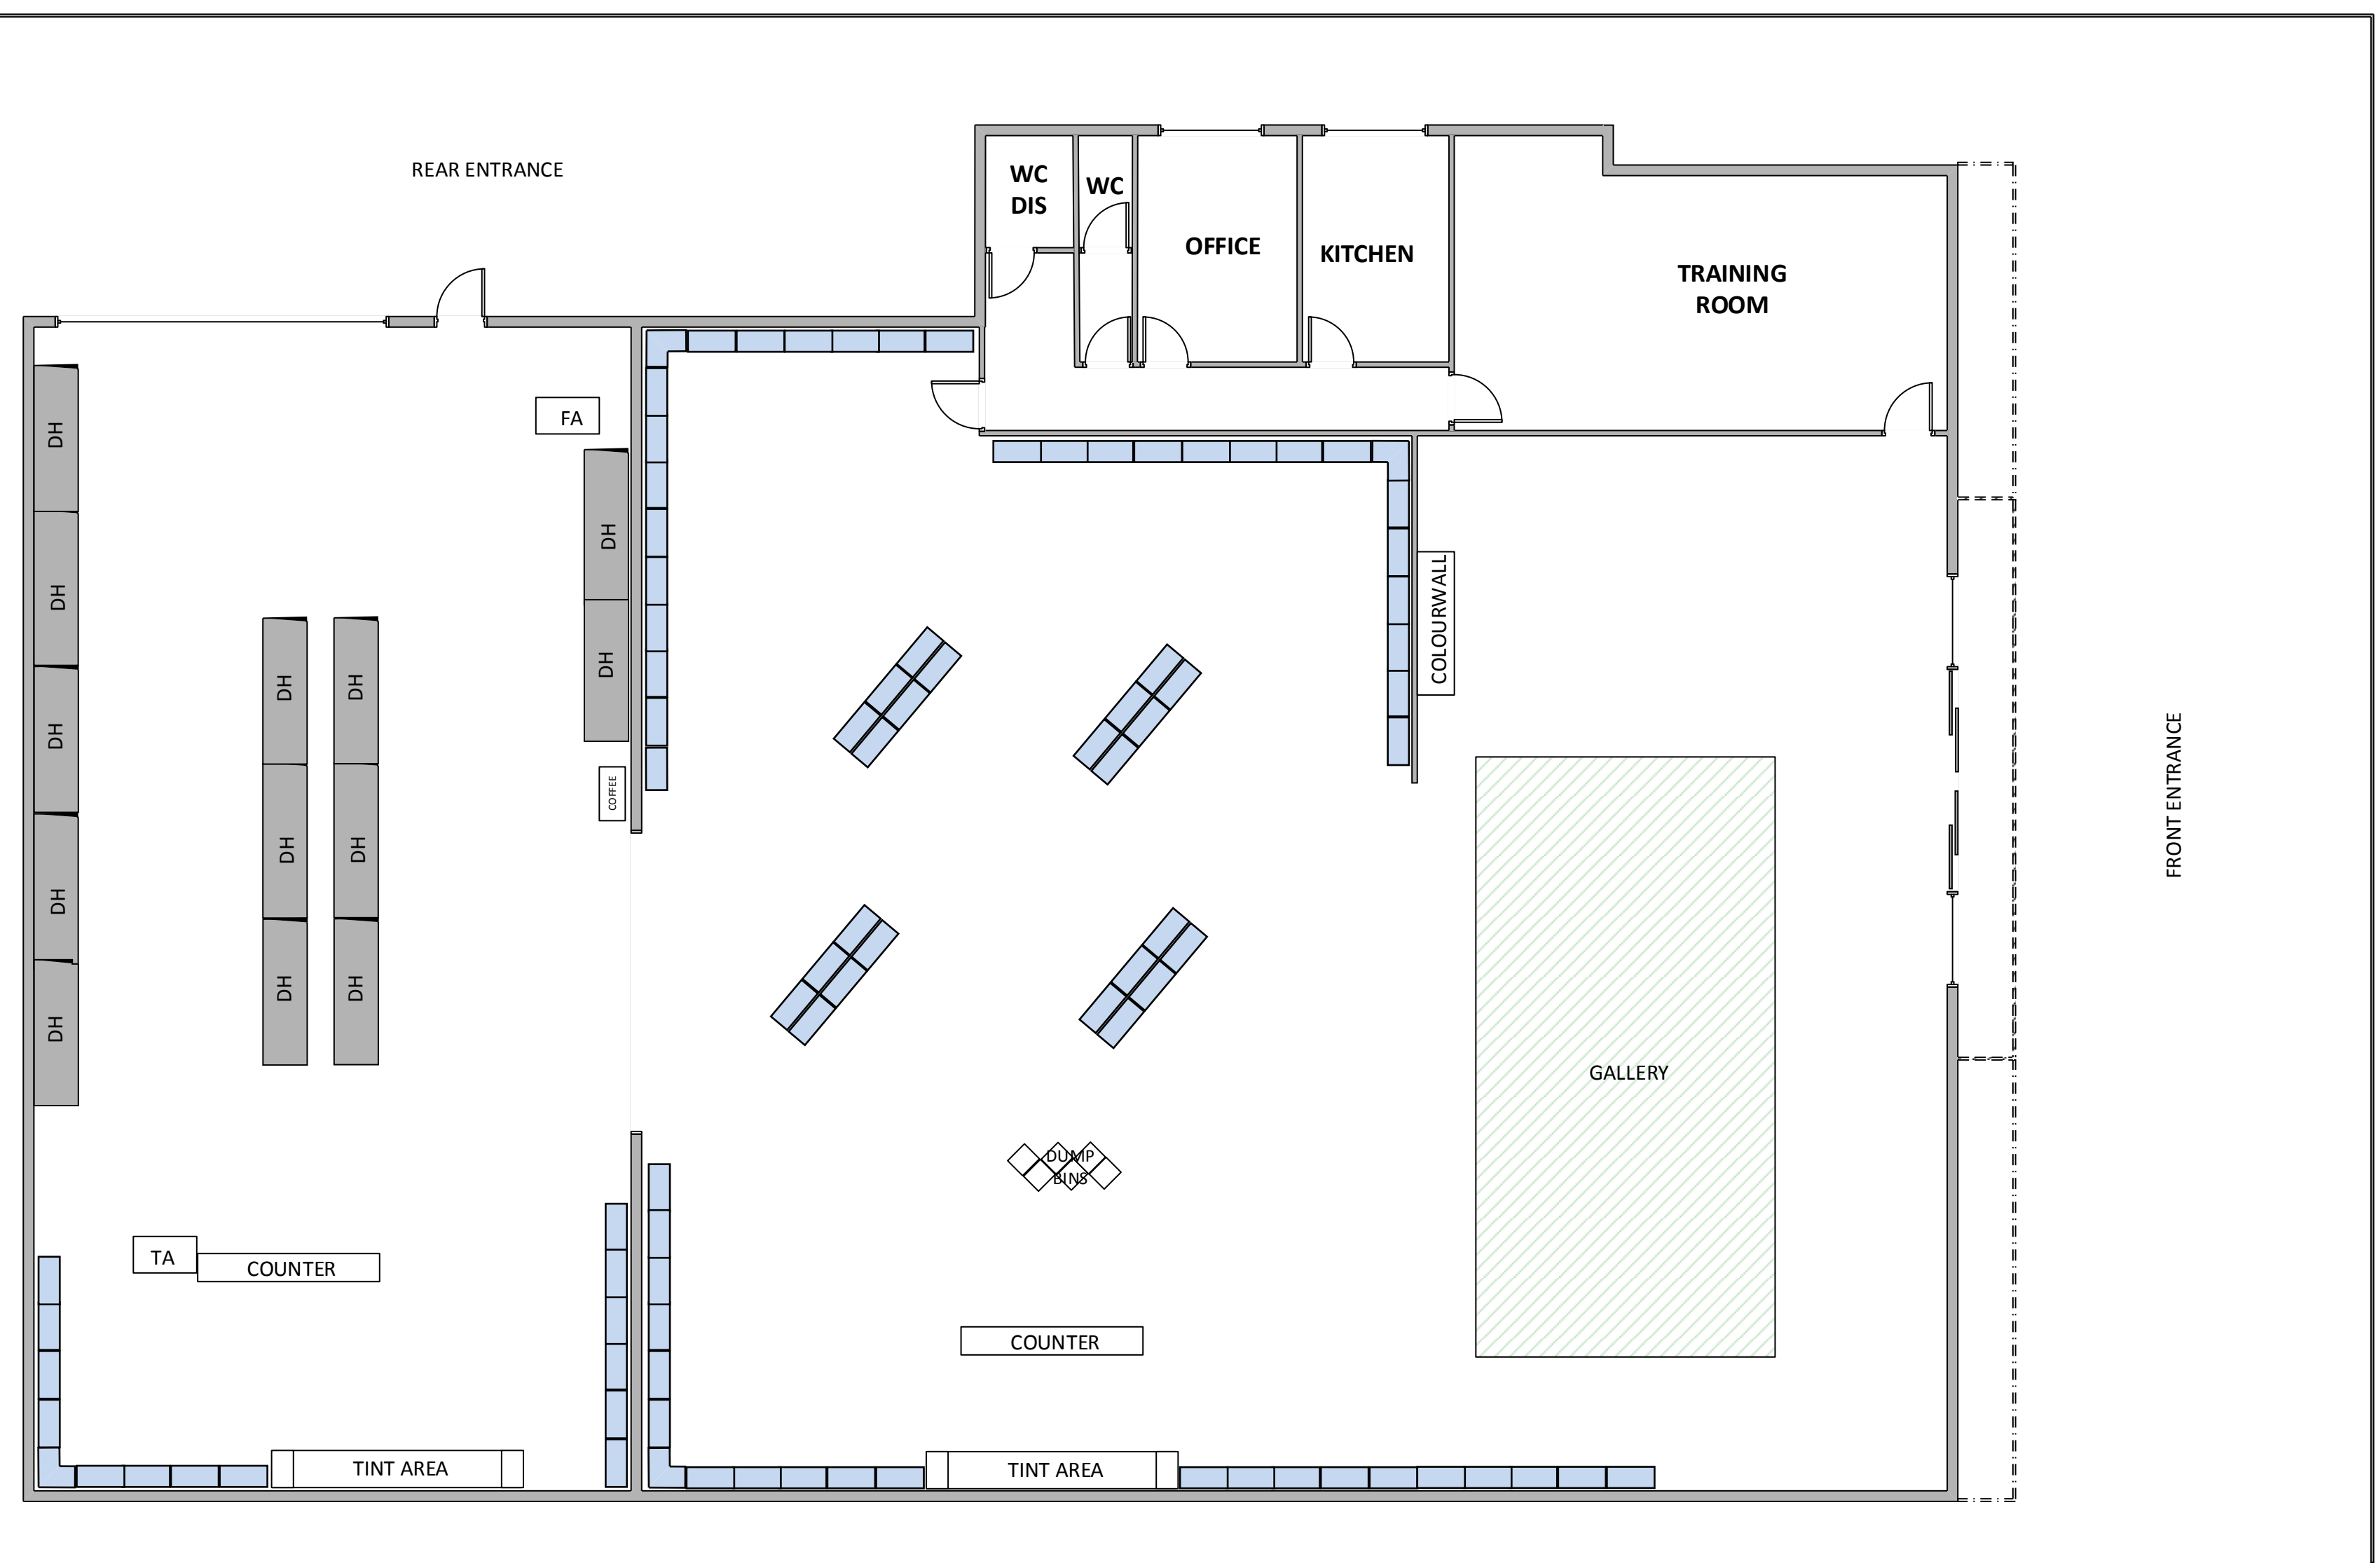 REAR ENTRANCE
WC
DIS
WC
OFFICE
KITCHEN
TRAINING
ROOM
FA
DH
DH
DH
DH
DH
DH
DH
DH
DH
DH
DH
DH
DH
COFFEE
COLOURWALL
FRONT ENTRANCE
GALLERY
DUMP
BINS
TA
COUNTER
COUNTER
TINT AREA
TINT AREA